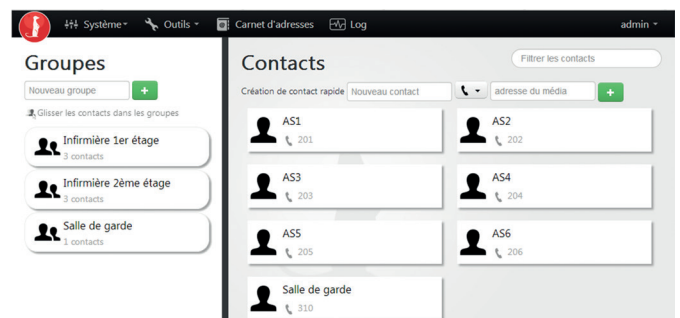 Système Outils Carnet d'adresses Log admin
Groupes
Nouveau groupe +
Glisser les contacts dans les groupes
Infirmière 1er étage
3 contacts
Infirmière 2ème étage
3 contacts
Salle de garde
1 contacts
Contacts
Filtrer les contacts
Création de contact rapide Nouveau contact adresse du média +
AS1
201
AS2
202
AS3
203
AS4
204
AS5
205
AS6
206
Salle de garde
310